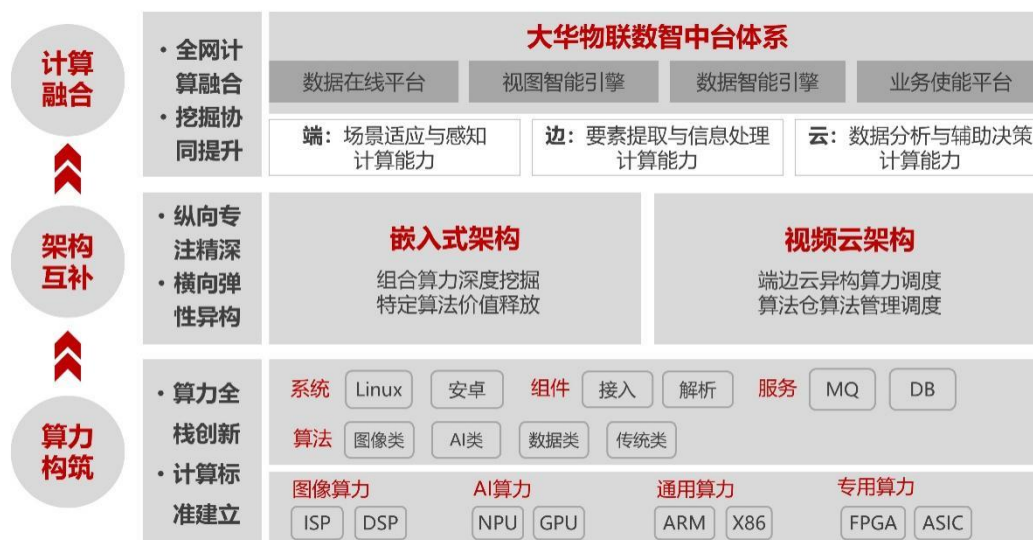 计算
融合
• 全网计
算融合
• 挖掘协
同提升
大华物联数智中台体系
数据在线平台 视图智能引擎 数据智能引擎 业务使能平台
端：场景适应与感知
计算能力
边：要素提取与信息处理
计算能力
云：数据分析与辅助决策
计算能力
架构
互补
• 纵向专
注精深
• 横向弹
性异构
嵌入式架构
组合算力深度挖掘
特定算法价值释放
视频云架构
端边云异构算力调度
算法仓算法管理调度
算力
构筑
• 算力全
栈创新
• 计算标
准建立
系统 Linux 安卓 组件 接入 解析 服务 MQ DB
算法 图像类 AI类 数据类 传统类
图像算力 AI算力 通用算力 专用算力
ISP DSP NPU GPU ARM X86 FPGA ASIC